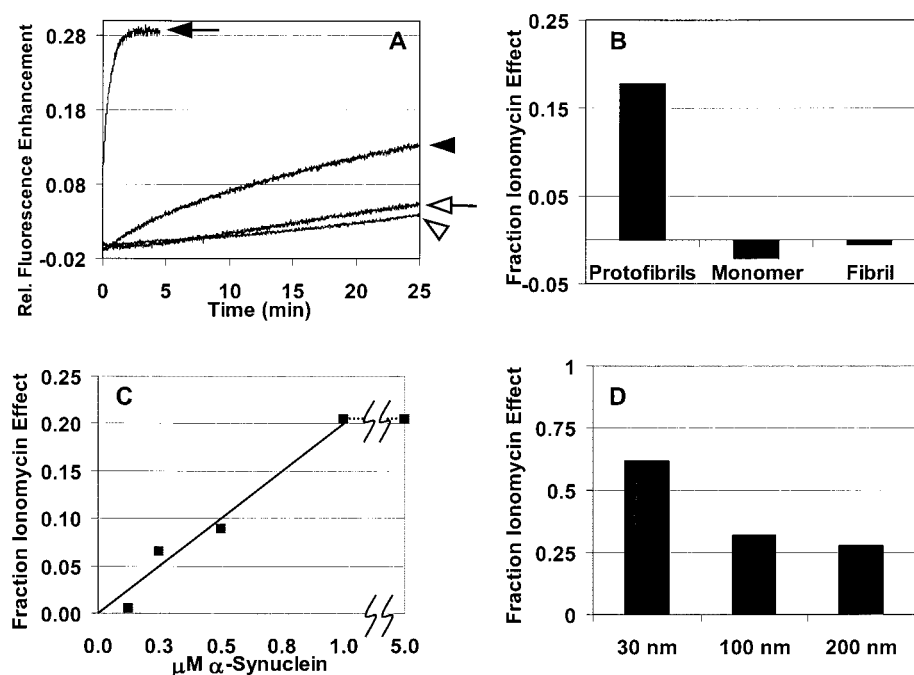 A
Rel. Fluorescence Enhancement
0.28
0.18
0.08
-0.02
0 5 10 15 20 25
Time (min)
B
Fraction Ionomycin Effect
0.25
0.15
0.05
-0.05
Protofibrils Monomer Fibril
C
Fraction Ionomycin Effect
0.25
0.20
0.15
0.10
0.05
0.00
0.0 0.3 0.5 0.8 1.0 5.0
μM α-Synuclein
D
Fraction Ionomycin Effect
1
0.75
0.5
0.25
0
30 nm 100 nm 200 nm